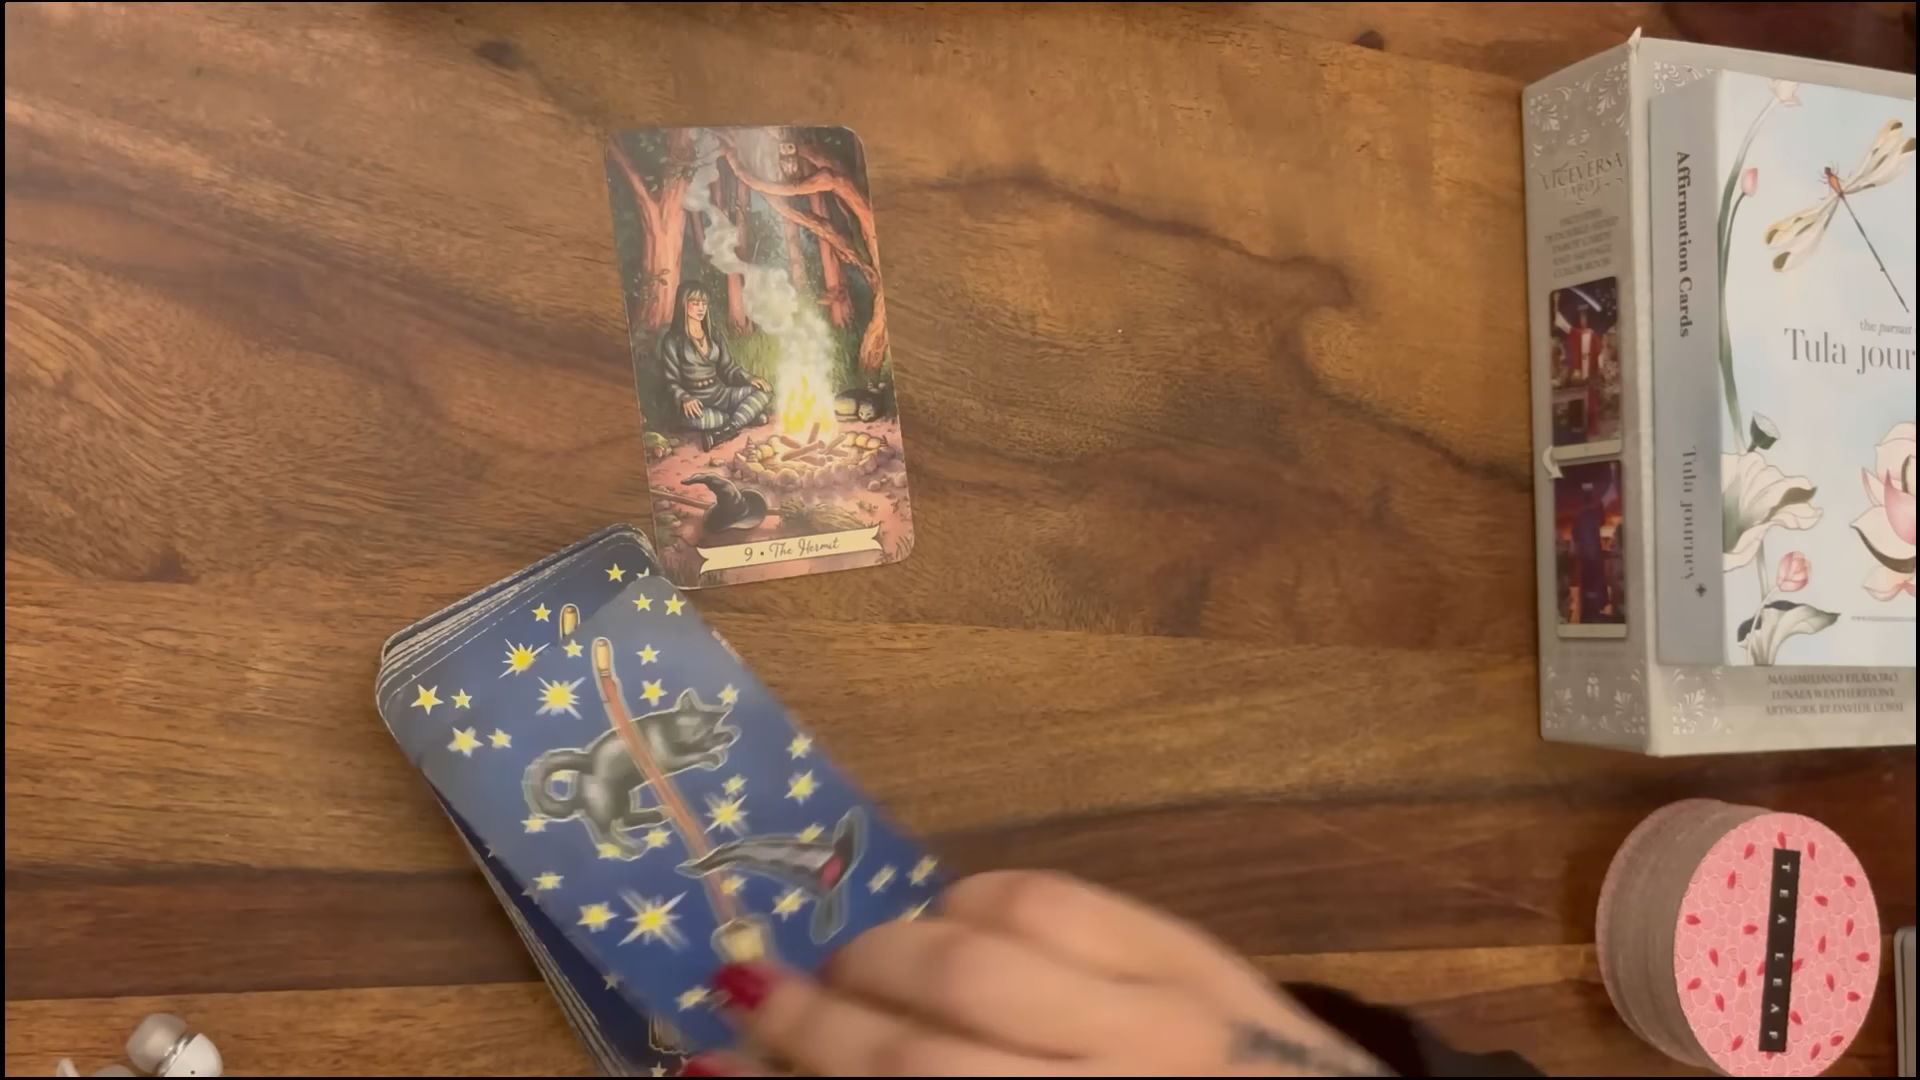 9 • The Hermit
VICEVERSA
TAROT
Affirmation Cards
Tula journey
the pursuit
Tula jour
MASSIMILIANO FILADORO
LUNAEA WEATHERSTONE
ARTWORK BY DAVIDE CORSI
TEA LEAF